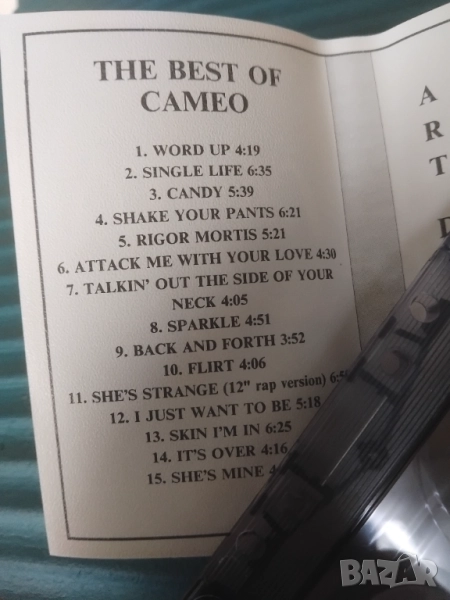 THE BEST OF
CAMEO
1. WORD UP 4:19
2. SINGLE LIFE 6:35
3. CANDY 5:39
4. SHAKE YOUR PANTS 6:21
5. RIGOR MORTIS 5:21
6. ATTACK ME WITH YOUR LOVE 4:30
7. TALKIN' OUT THE SIDE OF YOUR
NECK 4:05
8. SPARKLE 4:51
9. BACK AND FORTH 3:52
10. FLIRT 4:06
11. SHE'S STRANGE (12" rap version)
12. I JUST WANT TO BE 5:18
13. SKIN I'M IN 6:25
14. IT'S OVER 4:16
15. SHE'S MINE
A
R
T
BAZAR